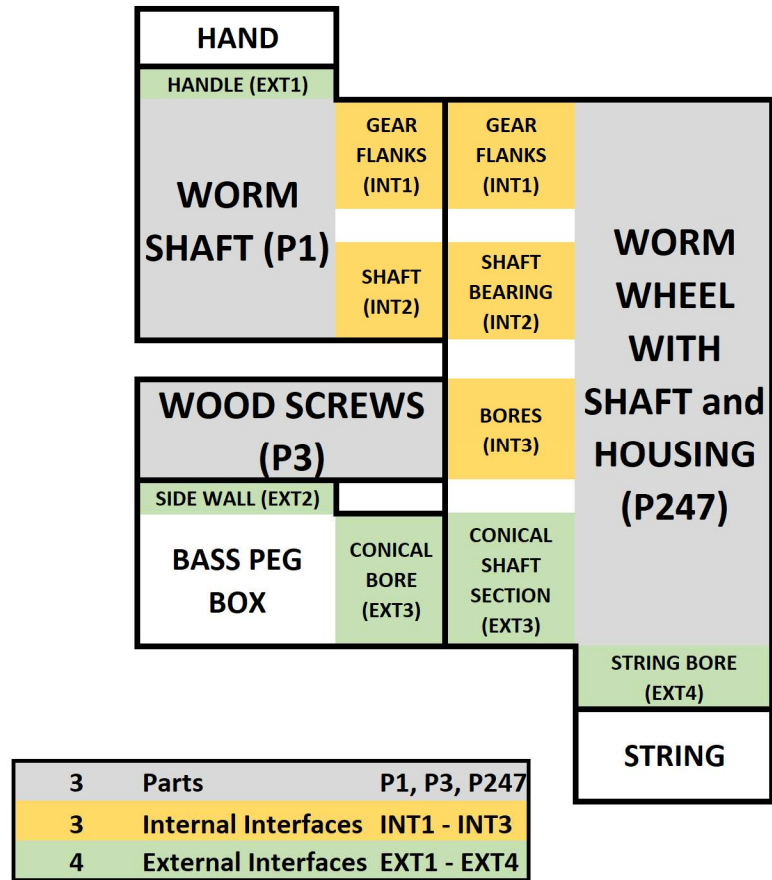 HAND
HANDLE (EXT1)
WORM
SHAFT (P1)
GEAR
FLANKS
(INT1)
GEAR
FLANKS
(INT1)
SHAFT
(INT2)
SHAFT
BEARING
(INT2)
WORM
WHEEL
WITH
SHAFT and
HOUSING
(P247)
WOOD SCREWS
(P3)
BORES
(INT3)
SIDE WALL (EXT2)
BASS PEG
BOX
CONICAL
BORE
(EXT3)
CONICAL
SHAFT
SECTION
(EXT3)
STRING BORE
(EXT4)
STRING
3 Parts P1, P3, P247
3 Internal Interfaces INT1 - INT3
4 External Interfaces EXT1 - EXT4